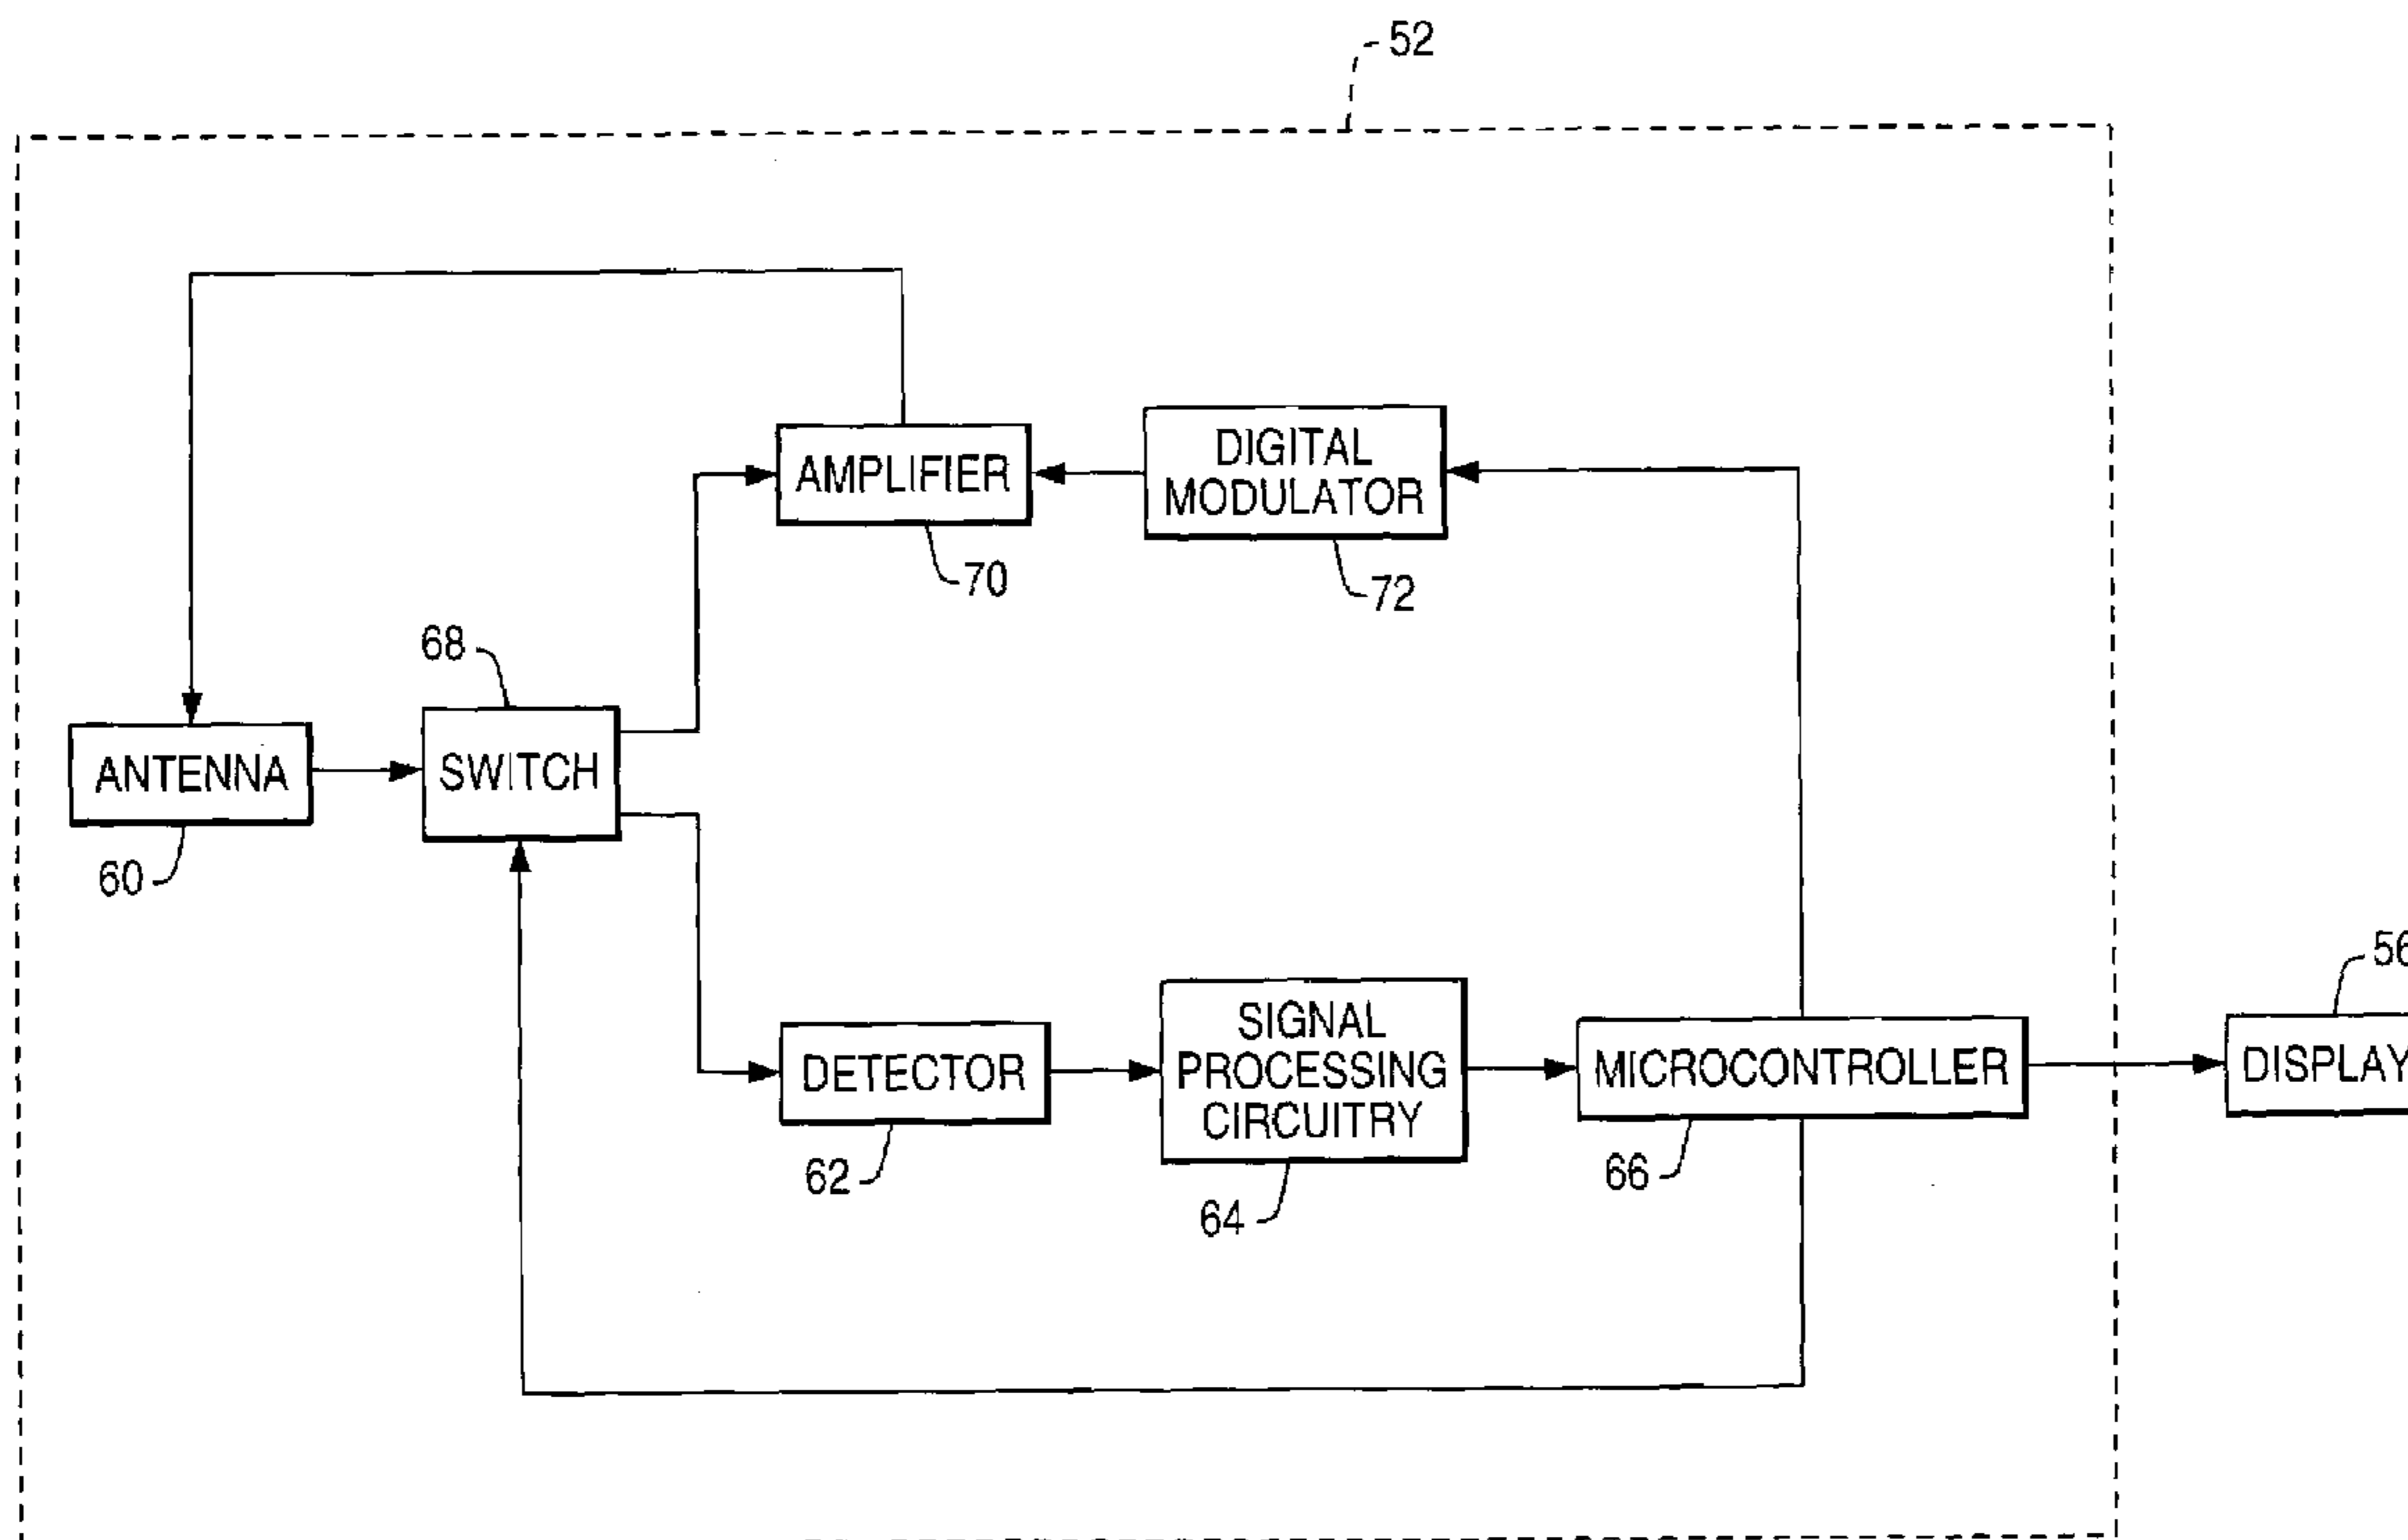 52
AMPLIFIER
70
DIGITAL
MODULATOR
72
68
ANTENNA
60
SWITCH
56
DETECTOR
62
SIGNAL
PROCESSING
CIRCUITRY
64
MICROCONTROLLER
66
DISPLAY